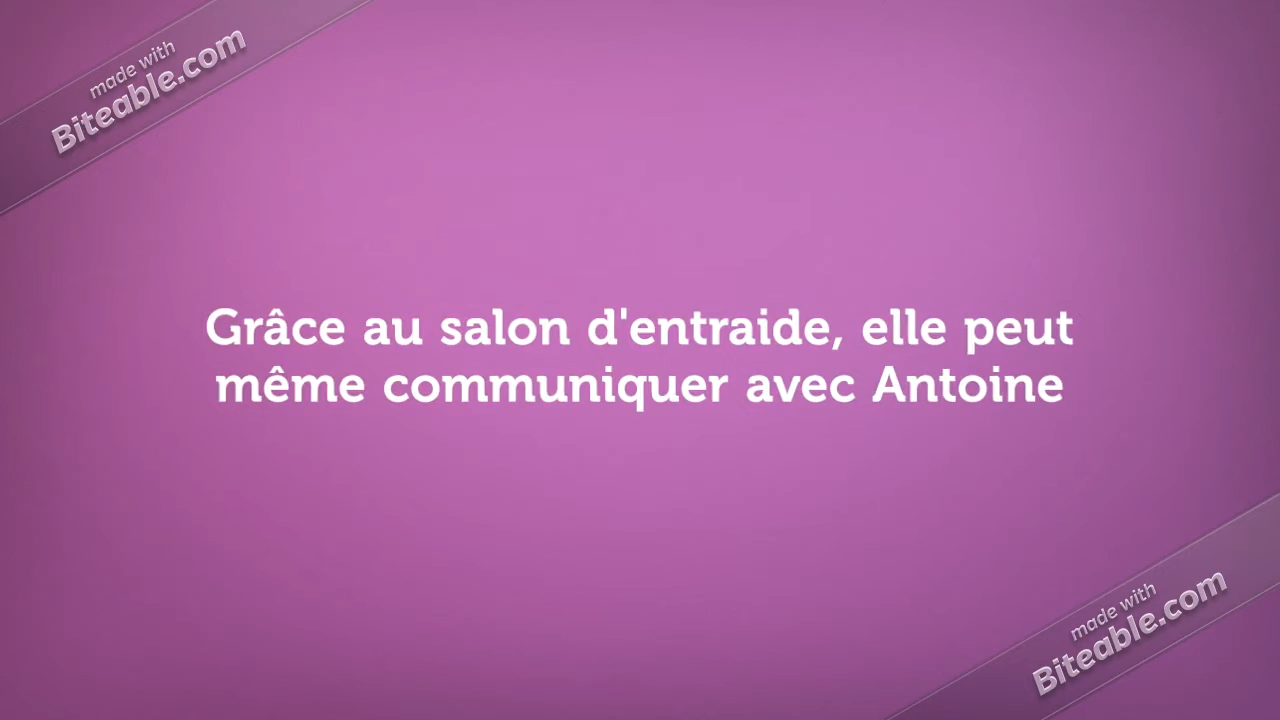 made with
Biteable.com
Grâce au salon d'entraide, elle peut
même communiquer avec Antoine
made with
Biteable.com